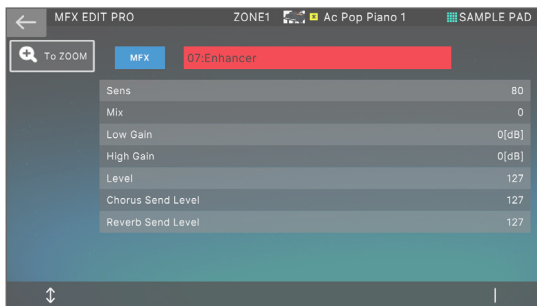 MFX EDIT PRO ZONE1 X Ac Pop Piano 1 SAMPLE PAD
To ZOOM MFX 07:Enhancer
Sens 80
Mix 0
Low Gain 0[dB]
High Gain 0[dB]
Level 127
Chorus Send Level 127
Reverb Send Level 127